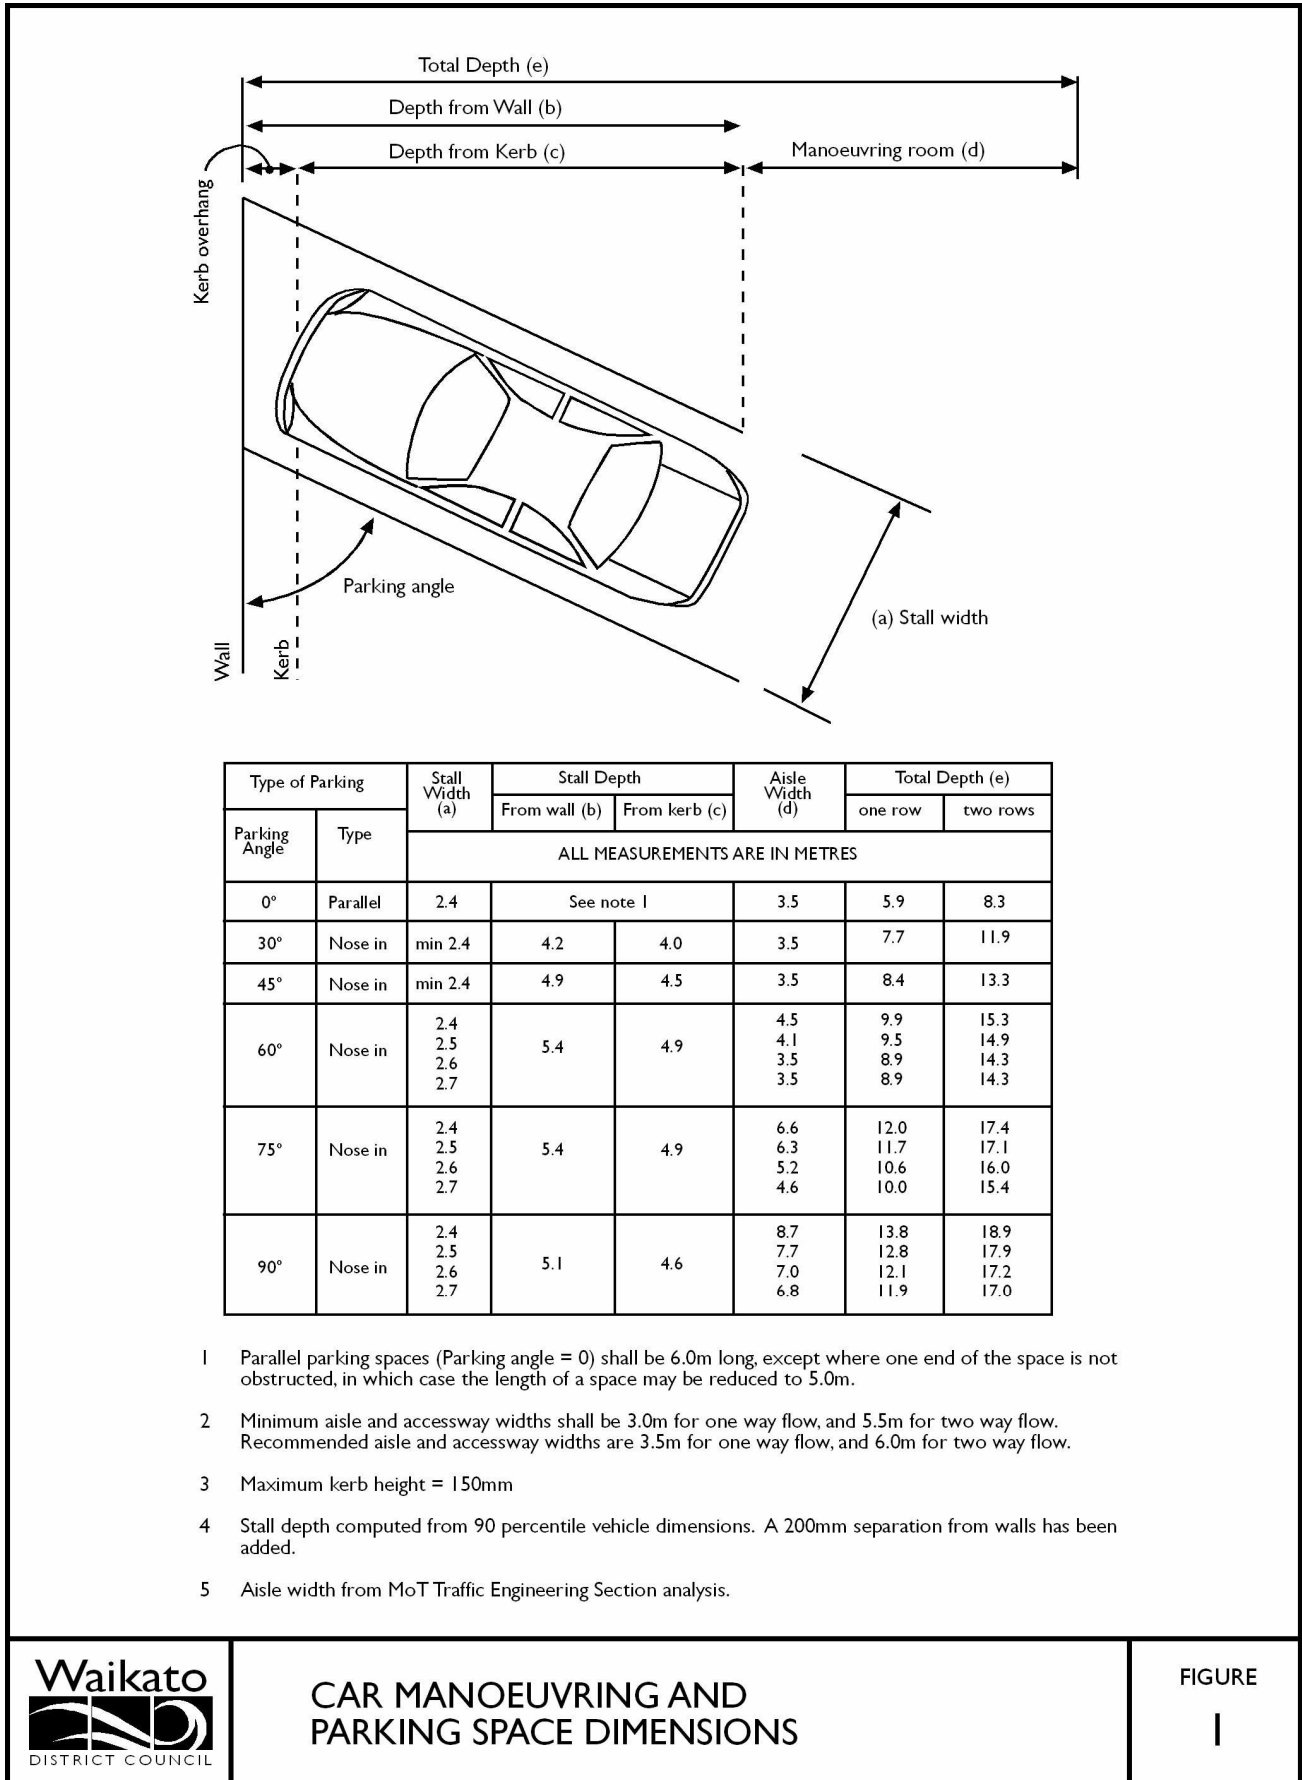 Total Depth (e)
Depth from Wall (b)
Depth from Kerb (c)
Manoeuvring room (d)
Kerb overhang
Parking angle
(a) Stall width
Wall
Kerb
Type of Parking
Stall Width (a)
Stall Depth
Aisle Width (d)
Total Depth (e)
From wall (b) From kerb (c) one row two rows
Parking Angle
Type
ALL MEASUREMENTS ARE IN METRES
0° Parallel 2.4 See note 1 3.5 5.9 8.3
30° Nose in min 2.4 4.2 4.0 3.5 7.7 11.9
45° Nose in min 2.4 4.9 4.5 3.5 8.4 13.3
60° Nose in 5.4 4.9
2.4 4.5 9.9 15.3
2.5 4.1 9.5 14.9
2.6 3.5 8.9 14.3
2.7 3.5 8.9 14.3
75° Nose in 5.4 4.9
2.4 6.6 12.0 17.4
2.5 6.3 11.7 17.1
2.6 5.2 10.6 16.0
2.7 4.6 10.0 15.4
90° Nose in 5.1 4.6
2.4 8.7 13.8 18.9
2.5 7.7 12.8 17.9
2.6 7.0 12.1 17.2
2.7 6.8 11.9 17.0
1 Parallel parking spaces (Parking angle = 0) shall be 6.0m long, except where one end of the space is not
obstructed, in which case the length of a space may be reduced to 5.0m.
2 Minimum aisle and accessway widths shall be 3.0m for one way flow, and 5.5m for two way flow.
Recommended aisle and accessway widths are 3.5m for one way flow, and 6.0m for two way flow.
3 Maximum kerb height = 150mm
4 Stall depth computed from 90 percentile vehicle dimensions. A 200mm separation from walls has been
added.
5 Aisle width from MoT Traffic Engineering Section analysis.
Waikato
DISTRICT COUNCIL
CAR MANOEUVRING AND
PARKING SPACE DIMENSIONS
FIGURE
1